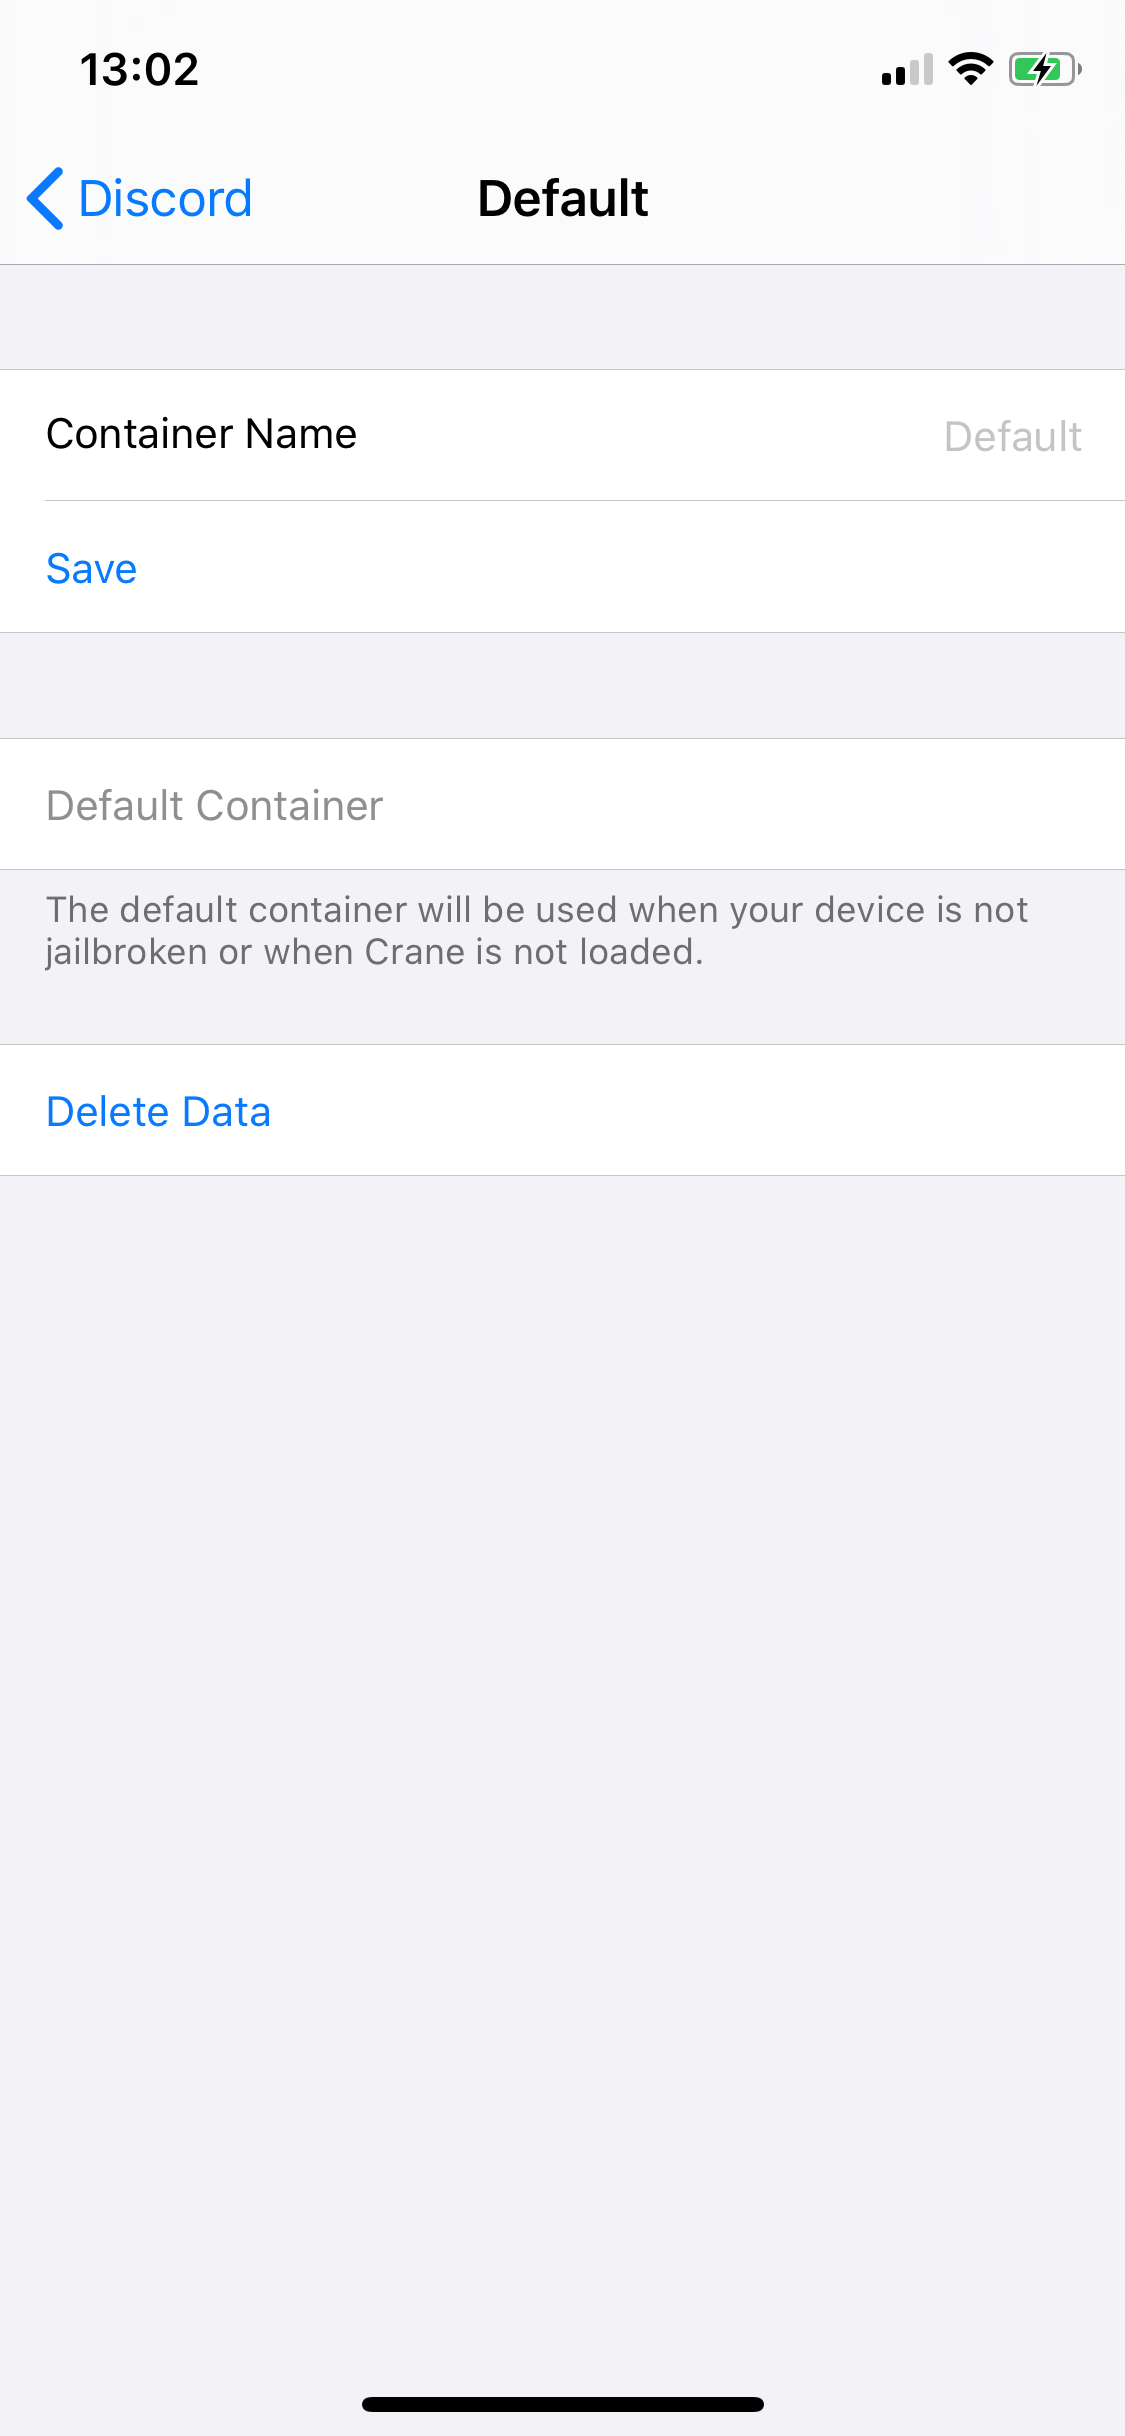 13:02
Discord
Default
Container Name
Default
Save
Default Container
The default container will be used when your device is not
jailbroken or when Crane is not loaded.
Delete Data